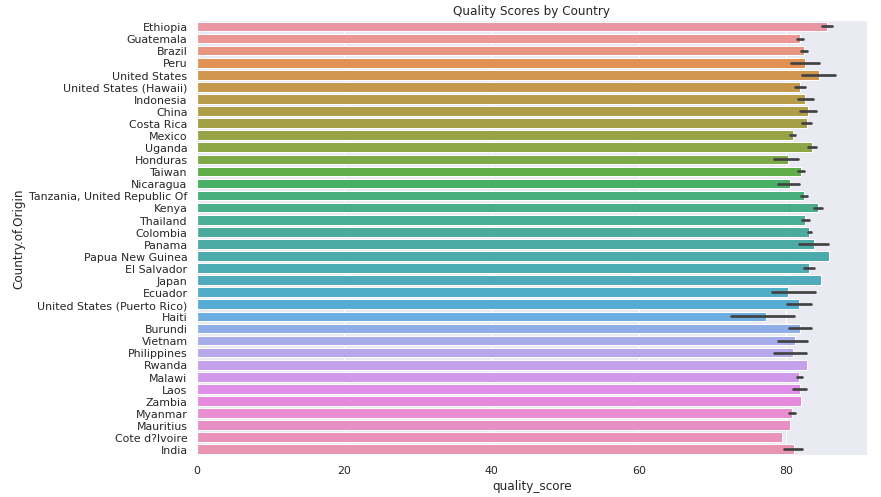 Quality Scores by Country
Ethiopia
Guatemala
Brazil
Peru
United States
United States (Hawaii)
Indonesia
China
Costa Rica
Mexico
Uganda
Honduras
Taiwan
Nicaragua
Tanzania, United Republic Of
Kenya
Thailand
Colombia
Panama
Papua New Guinea
El Salvador
Japan
Ecuador
United States (Puerto Rico)
Haiti
Burundi
Vietnam
Philippines
Rwanda
Malawi
Laos
Zambia
Myanmar
Mauritius
Cote d?Ivoire
India
Country.of.Origin
0 20 40 60 80
quality_score